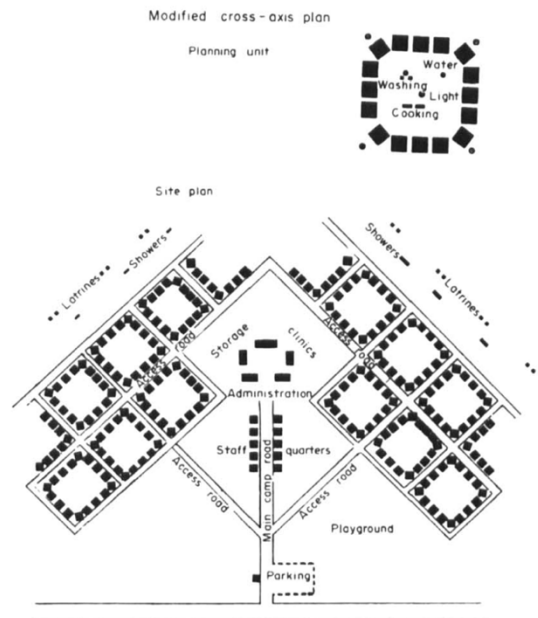 Modified cross-axis plan
Planning unit
Water
Washing
Light
Cooking
Site plan
Showers
Latrines
Showers
Latrines
Access road
Access road
Storage
clinics
Administration
Staff
quarters
Main camp road
Access road
Access road
Playground
Parking